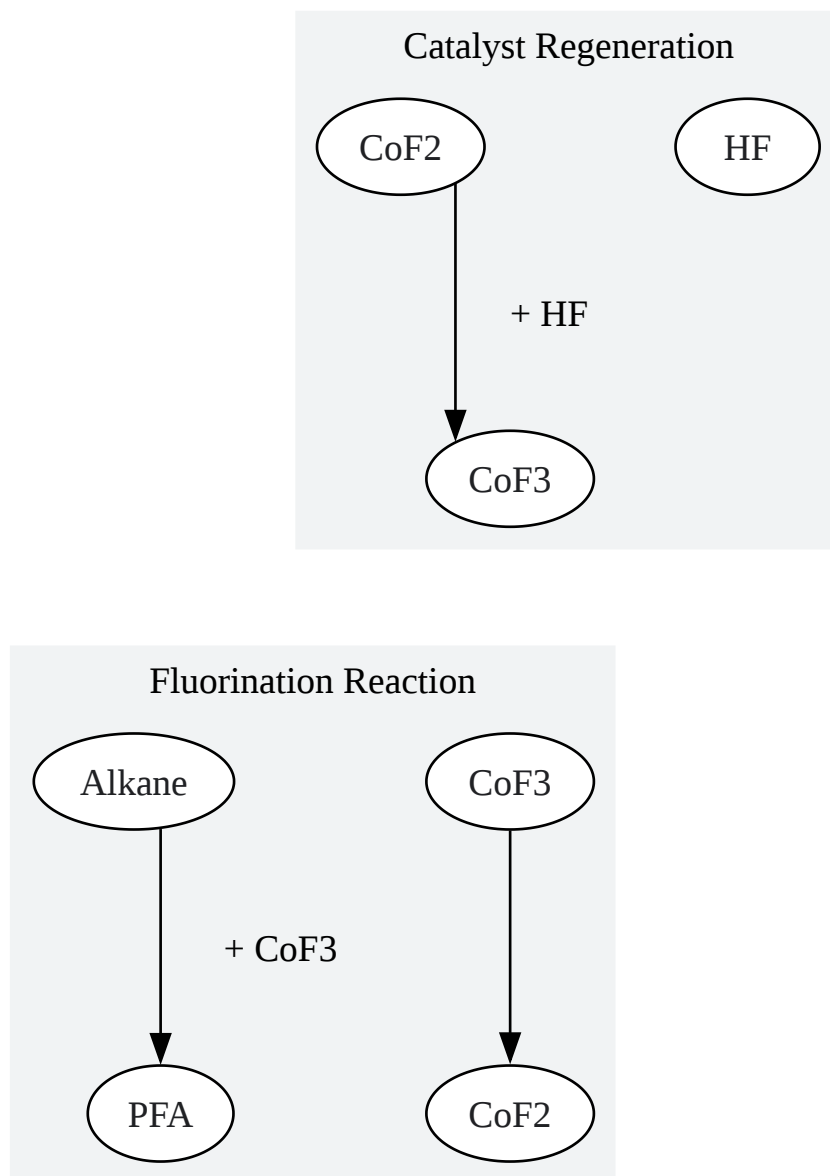 Catalyst Regeneration
CoF2
HF
+ HF
CoF3
Fluorination Reaction
Alkane
CoF3
+ CoF3
PFA
CoF2